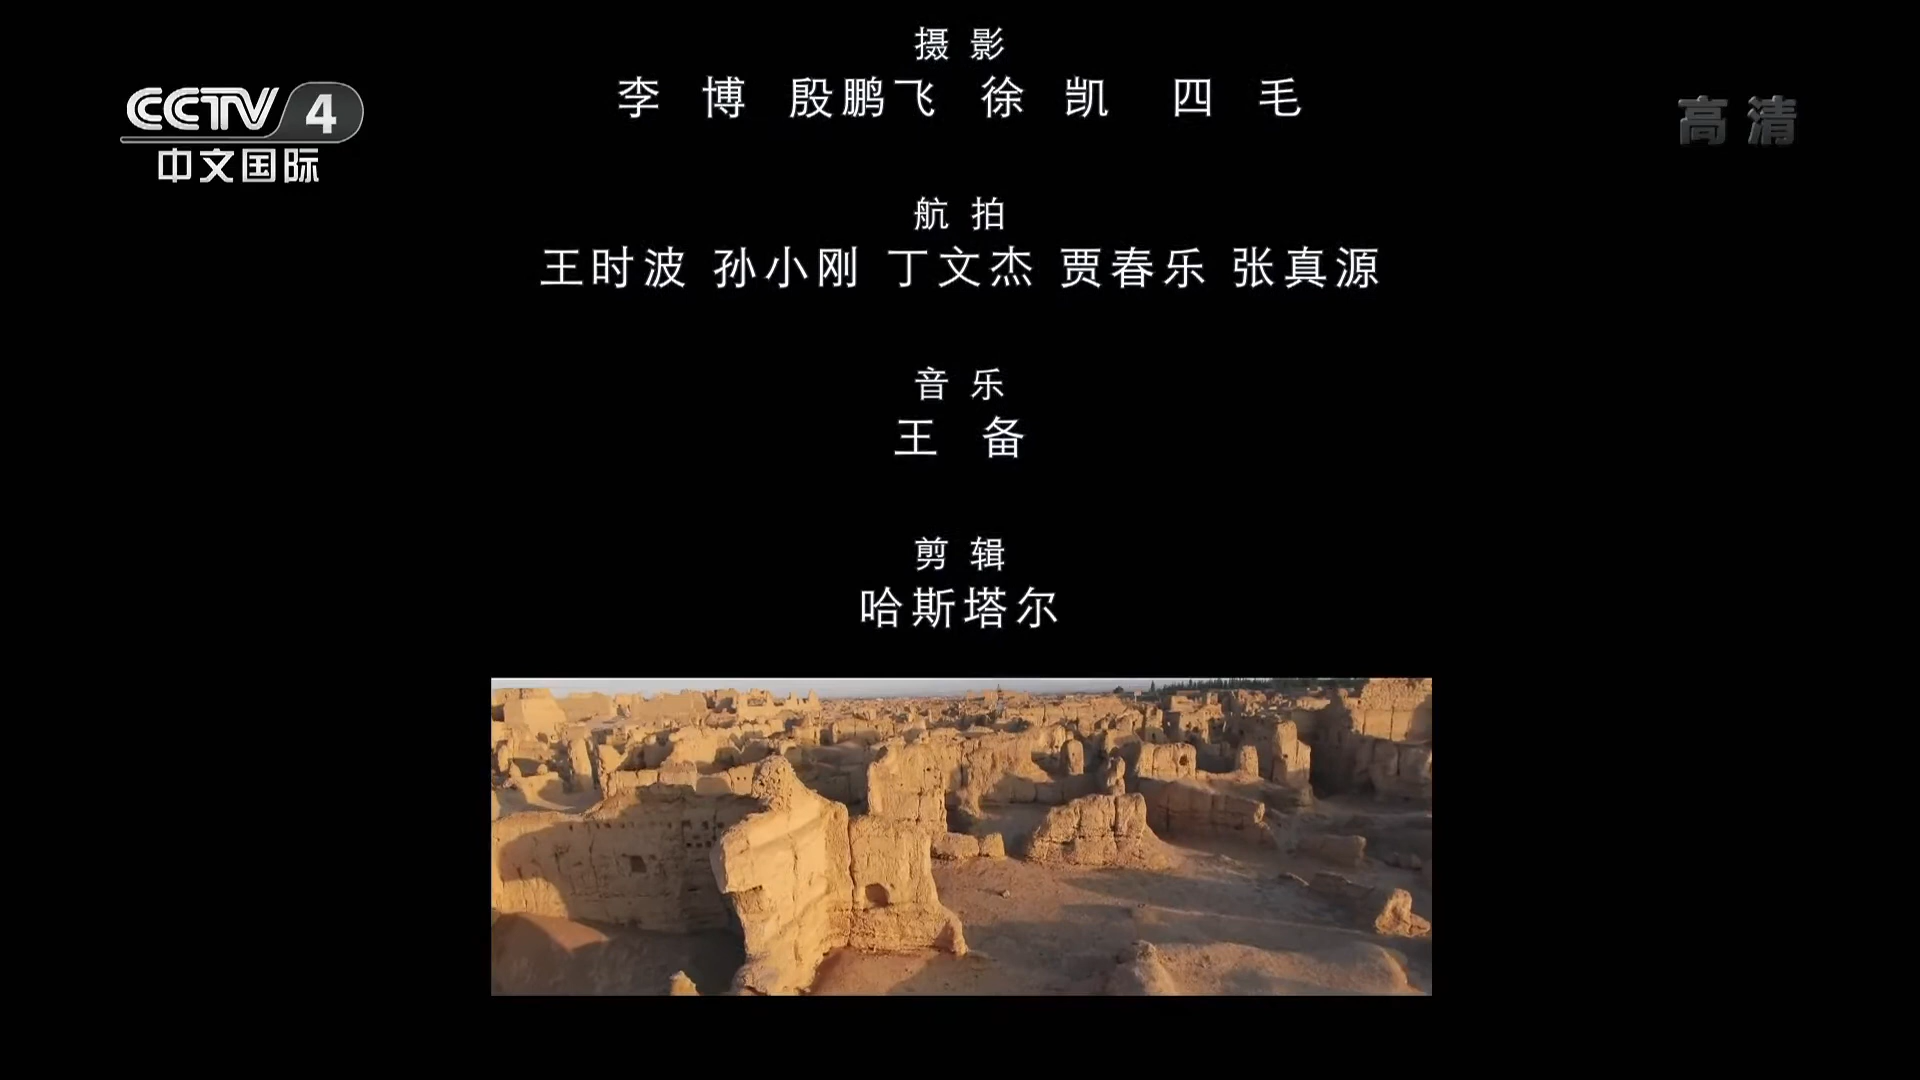 摄 影
李 博 殷鹏飞 徐 凯 四 毛
CCTV 4
中文国际
高清
航 拍
王时波 孙小刚 丁文杰 贾春乐 张真源
音 乐
王 备
剪 辑
哈斯塔尔